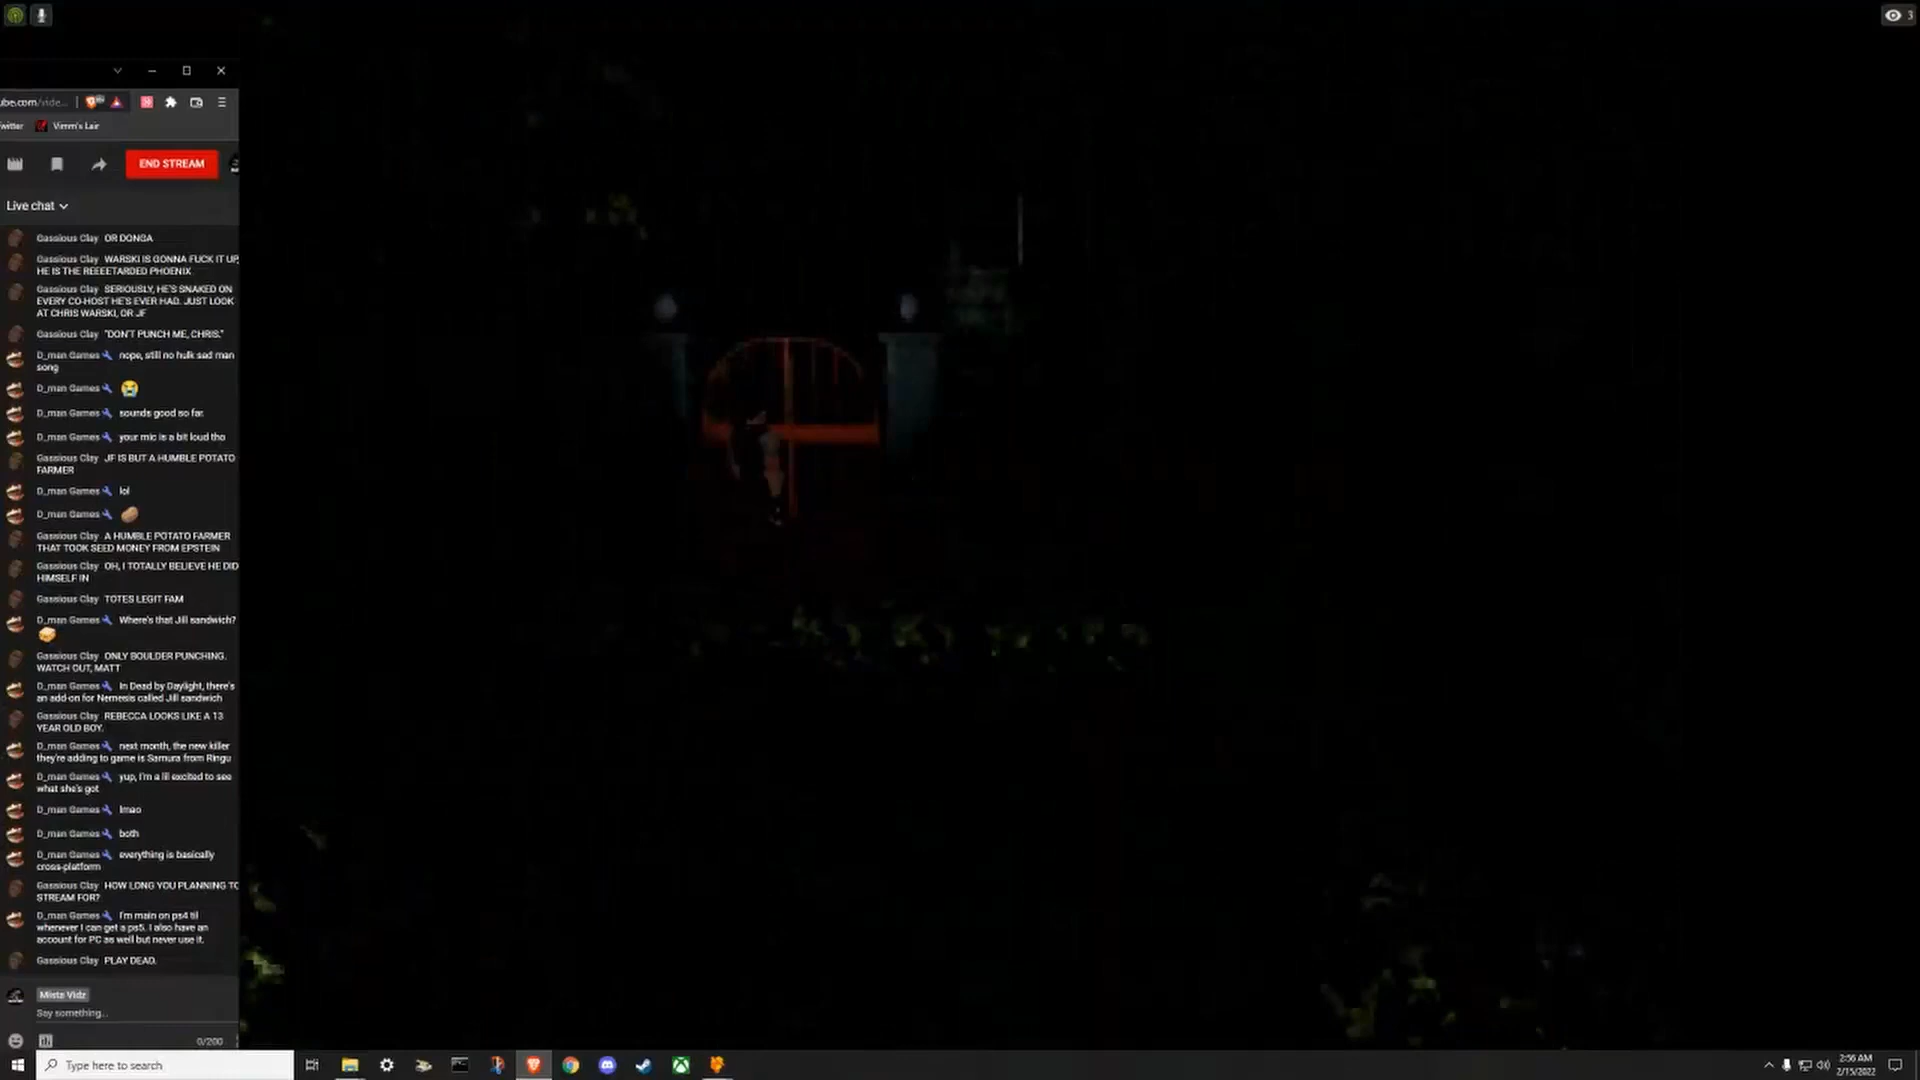 3
ube.com/vide...
Twitter Vimm's Lair
END STREAM
Live chat
Gassious Clay OR DONGA
Gassious Clay WARSKI IS GONNA FUCK IT UP,
HE IS THE REEEETARDED PHOENIX.
Gassious Clay SERIOUSLY, HE'S SNAKED ON
EVERY CO-HOST HE'S EVER HAD. JUST LOOK
AT CHRIS WARSKI, OR JF
Gassious Clay "DON'T PUNCH ME, CHRIS."
D_man Games nope, still no hulk sad man
song
D_man Games 😭
D_man Games sounds good so far.
D_man Games your mic is a bit loud tho
Gassious Clay JF IS BUT A HUMBLE POTATO
FARMER
D_man Games lol
D_man Games 🥔
Gassious Clay A HUMBLE POTATO FARMER
THAT TOOK SEED MONEY FROM EPSTEIN
Gassious Clay OH, I TOTALLY BELIEVE HE DID
HIMSELF IN
Gassious Clay TOTES LEGIT FAM
D_man Games Where's that Jill sandwich?
Gassious Clay ONLY BOULDER PUNCHING.
WATCH OUT, MATT
D_man Games In Dead by Daylight, there's
an add-on for Nemesis called Jill sandwich
Gassious Clay REBECCA LOOKS LIKE A 13
YEAR OLD BOY.
D_man Games next month, the new killer
they're adding to game is Samura from Ringu
D_man Games yup, I'm a lil excited to see
what she's got
D_man Games lmao
D_man Games both
D_man Games everything is basically
cross-platform
Gassious Clay HOW LONG YOU PLANNING TO
STREAM FOR?
D_man Games I'm main on ps4 til
whenever I can get a ps5. I also have an
account for PC as well but never use it.
Gassious Clay PLAY DEAD.
Mista Vidz
Say something...
0/200
Type here to search
2:56 AM
2/15/2022